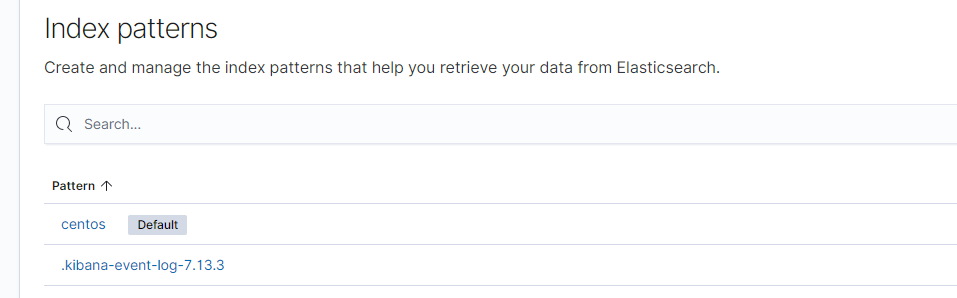 Index patterns
Create and manage the index patterns that help you retrieve your data from Elasticsearch.
Search...
Pattern ↑
centos Default
.kibana-event-log-7.13.3